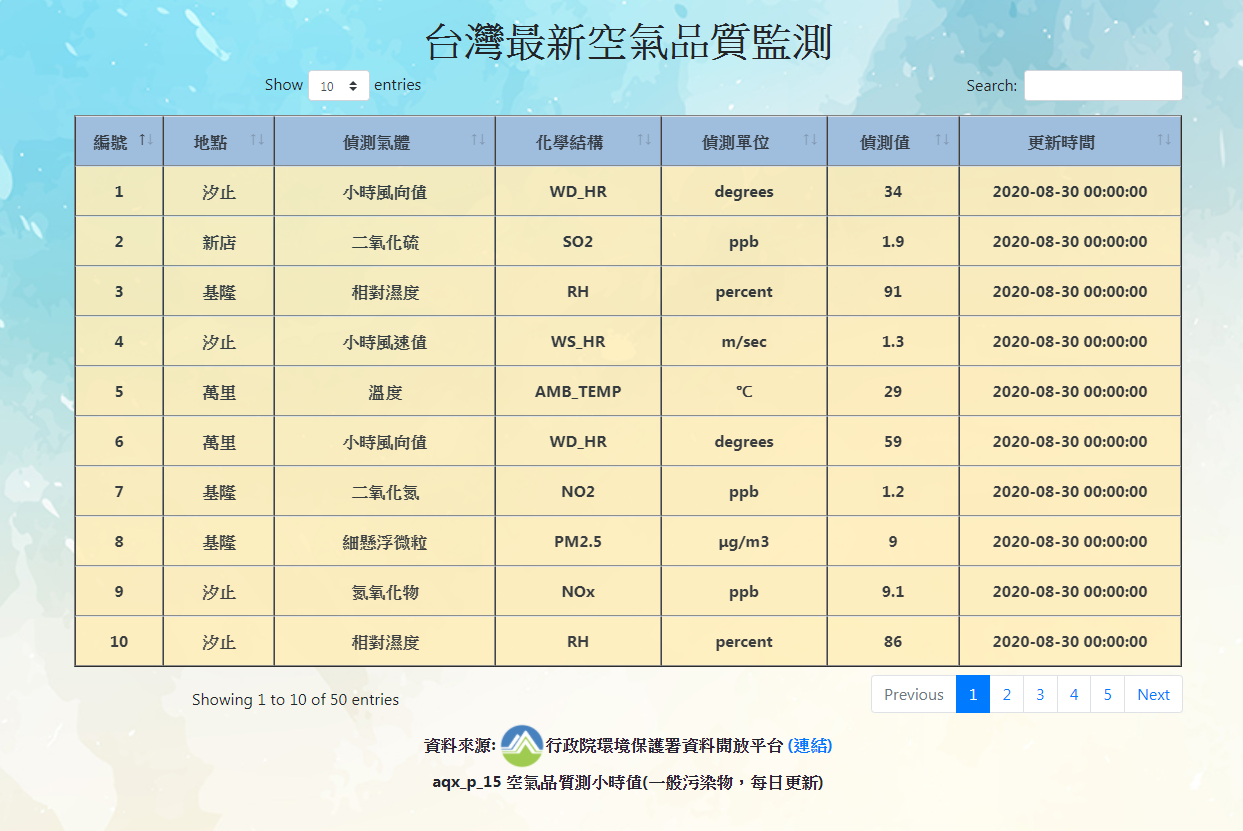 台灣最新空氣品質監測
Show 10 entries Search:
編號 地點 偵測氣體 化學結構 偵測單位 偵測值 更新時間
1 汐止 小時風向值 WD_HR degrees 34 2020-08-30 00:00:00
2 新店 二氧化硫 SO2 ppb 1.9 2020-08-30 00:00:00
3 基隆 相對濕度 RH percent 91 2020-08-30 00:00:00
4 汐止 小時風速值 WS_HR m/sec 1.3 2020-08-30 00:00:00
5 萬里 溫度 AMB_TEMP ℃ 29 2020-08-30 00:00:00
6 萬里 小時風向值 WD_HR degrees 59 2020-08-30 00:00:00
7 基隆 二氧化氮 NO2 ppb 1.2 2020-08-30 00:00:00
8 基隆 細懸浮微粒 PM2.5 μg/m3 9 2020-08-30 00:00:00
9 汐止 氮氧化物 NOx ppb 9.1 2020-08-30 00:00:00
10 汐止 相對濕度 RH percent 86 2020-08-30 00:00:00
Showing 1 to 10 of 50 entries Previous 1 2 3 4 5 Next
資料來源: 行政院環境保護署資料開放平台 (連結)
aqx_p_15 空氣品質測小時值(一般污染物，每日更新)